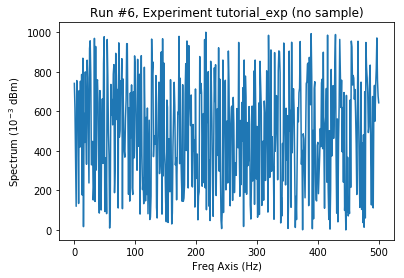 Run #6, Experiment tutorial_exp (no sample)
1000
800
600
400
200
0
Spectrum (10⁻³ dBm)
0 100 200 300 400 500
Freq Axis (Hz)